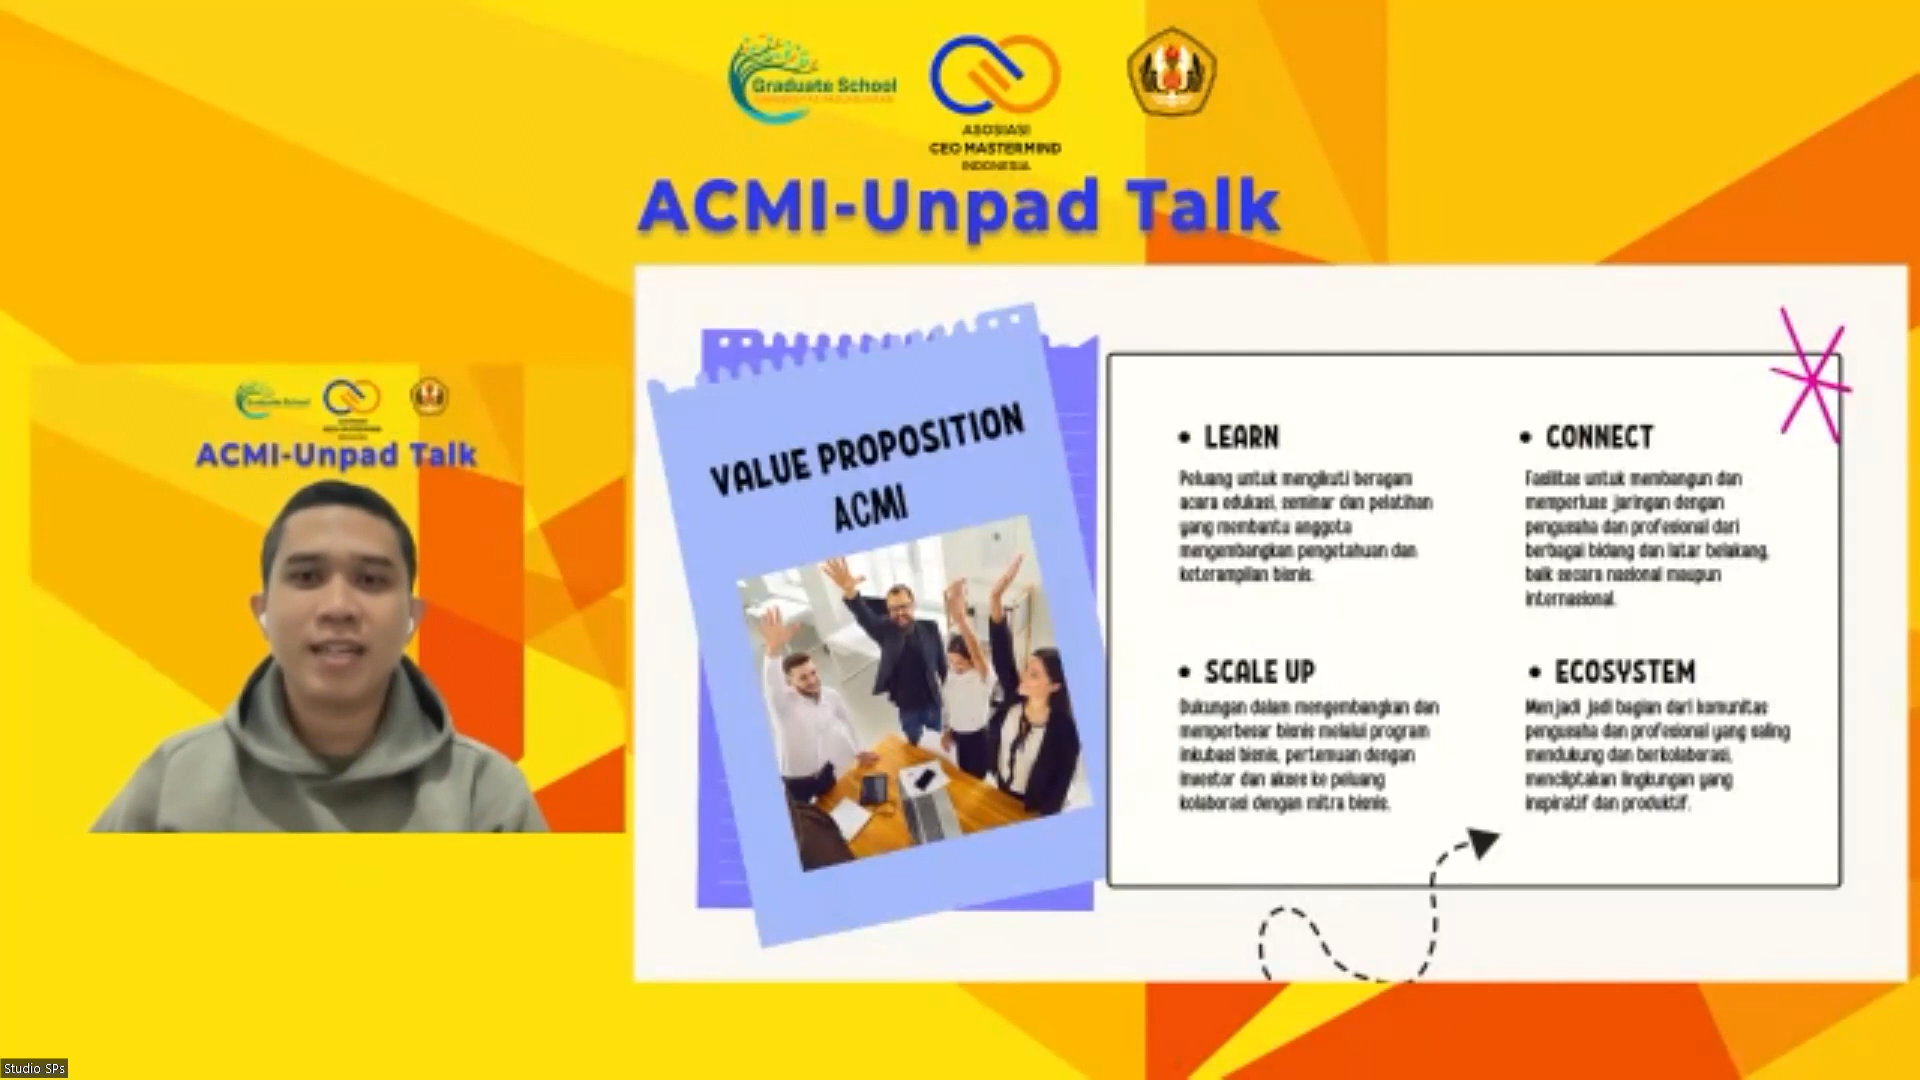 Graduate School
ASOSIASI
CEO MASTERMIND
INDONESIA
ACMI-Unpad Talk
Graduate School
ACMI-Unpad Talk
VALUE PROPOSITION
ACMI
• LEARN
Peluang untuk mengikuti beragam
acara edukasi, seminar dan pelatihan
yang membantu anggota
mengembangkan pengetahuan dan
keterampilan bisnis.
• CONNECT
Fasilitas untuk membangun dan
memperluas jaringan dengan
pengusaha dan profesional dari
berbagai bidang dan latar belakang,
baik secara nasional maupun
internasional.
• SCALE UP
Dukungan dalam mengembangkan dan
memperbesar bisnis melalui program
inkubasi bisnis, pertemuan dengan
investor dan akses ke peluang
kolaborasi dengan mitra bisnis.
• ECOSYSTEM
Menjadi jadi bagian dari komunitas
pengusaha dan profesional yang saling
mendukung dan berkolaborasi,
menciptakan lingkungan yang
inspiratif dan produktif.
Studio SPs